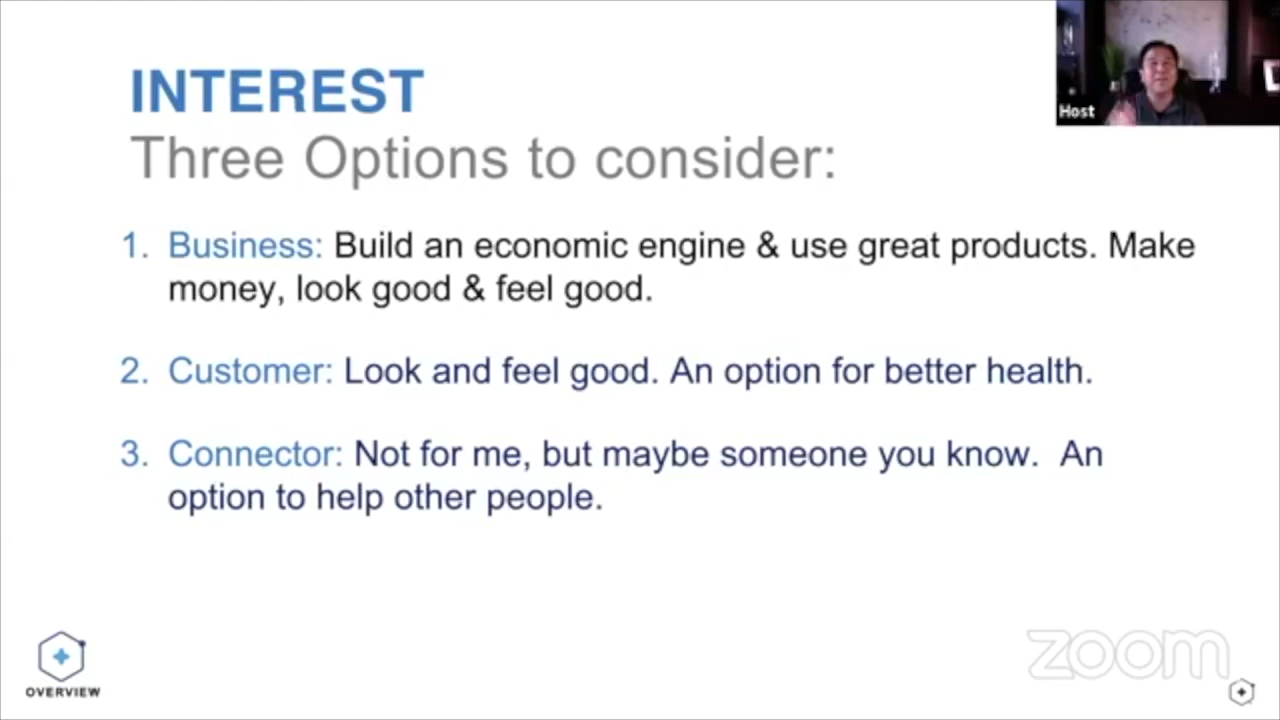 INTEREST
Three Options to consider:
Host
1. Business: Build an economic engine & use great products. Make
money, look good & feel good.
2. Customer: Look and feel good. An option for better health.
3. Connector: Not for me, but maybe someone you know.  An
option to help other people.
OVERVIEW
zoom